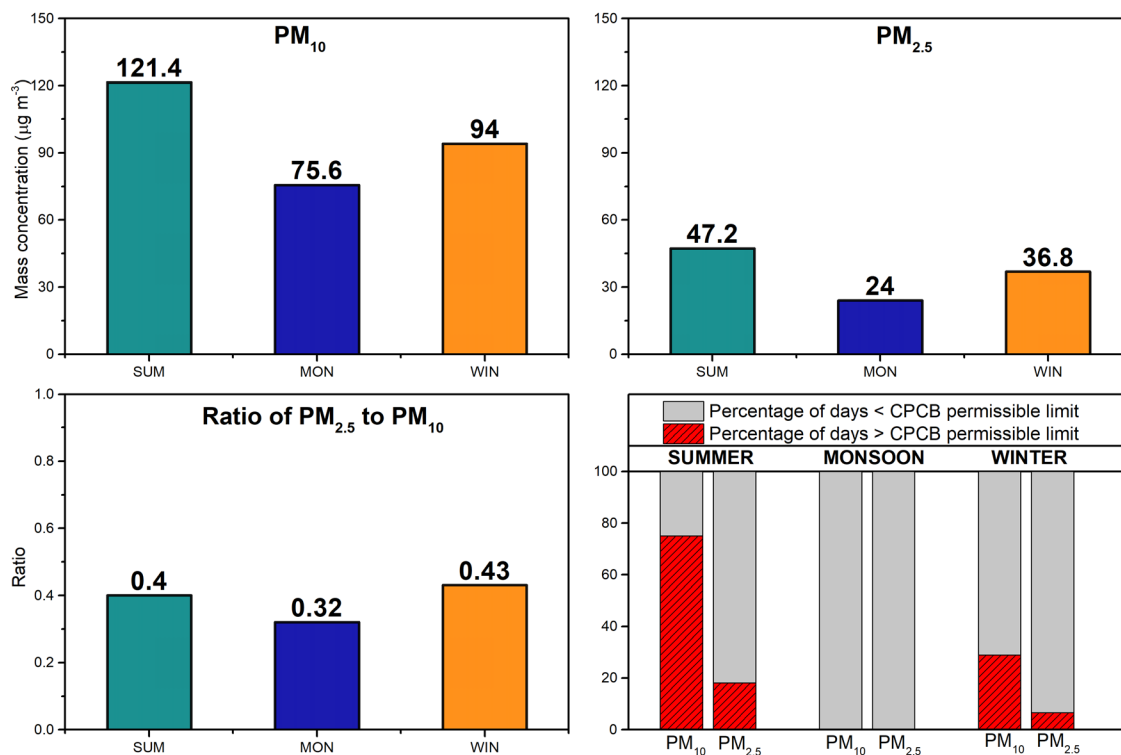 PM10
150
120
90
60
30
0
Mass concentration (µg m-3)
121.4
75.6
94
SUM
MON
WIN
PM2.5
150
120
90
60
30
0
47.2
24
36.8
SUM
MON
WIN
Ratio of PM2.5 to PM10
1.0
0.8
0.6
0.4
0.2
0.0
Ratio
0.4
0.32
0.43
SUM
MON
WIN
Percentage of days < CPCB permissible limit
Percentage of days > CPCB permissible limit
SUMMER MONSOON WINTER
100
80
60
40
20
0
PM10 PM2.5 PM10 PM2.5 PM10 PM2.5